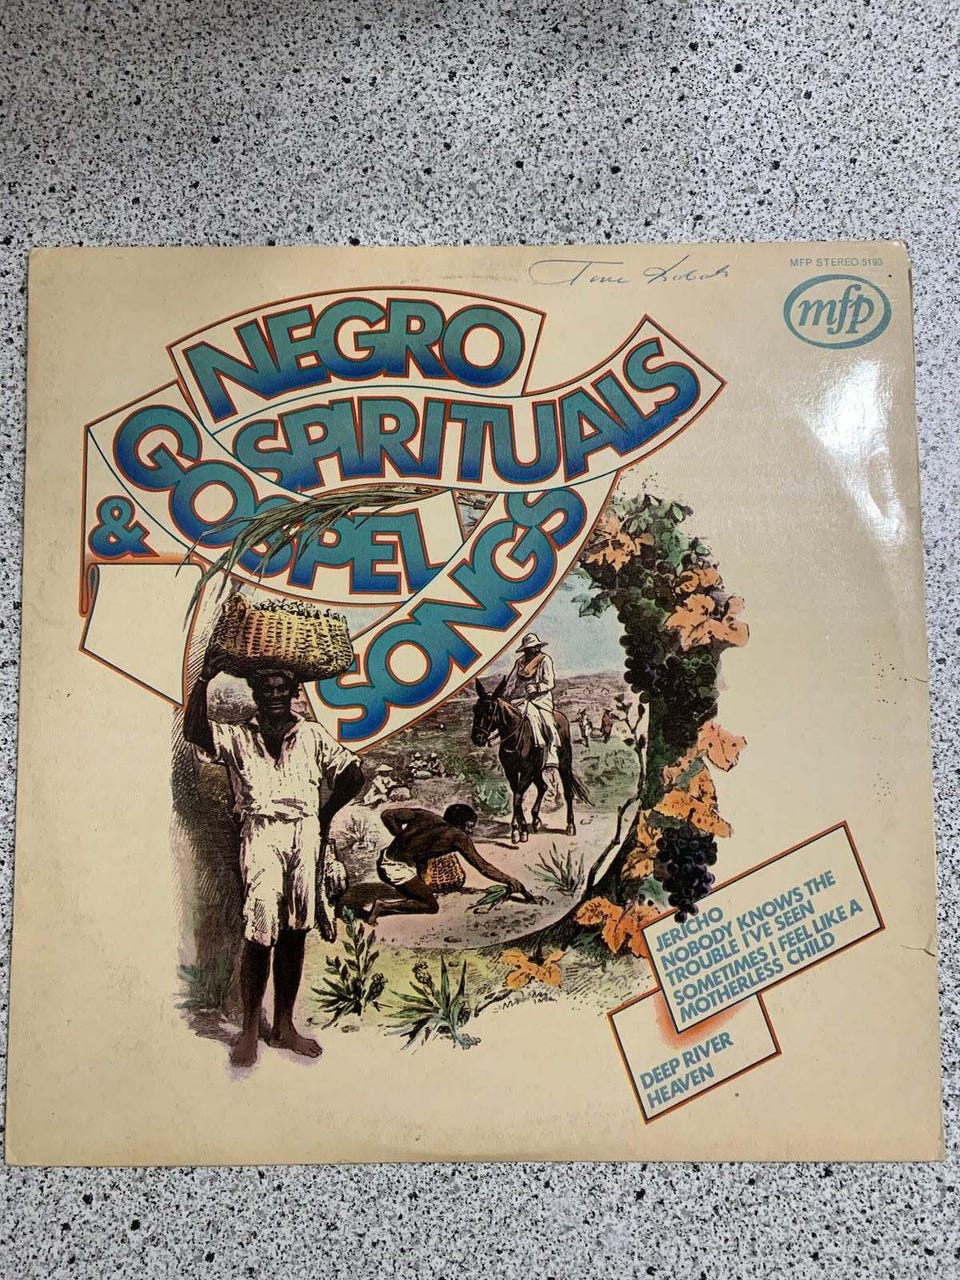 MFP STEREO 5193
mfp
NEGRO
SPIRITUALS
& GOSPEL
SONGS
JERICHO
NOBODY KNOWS THE
TROUBLE I'VE SEEN
SOMETIMES I FEEL LIKE A
MOTHERLESS CHILD
DEEP RIVER
HEAVEN